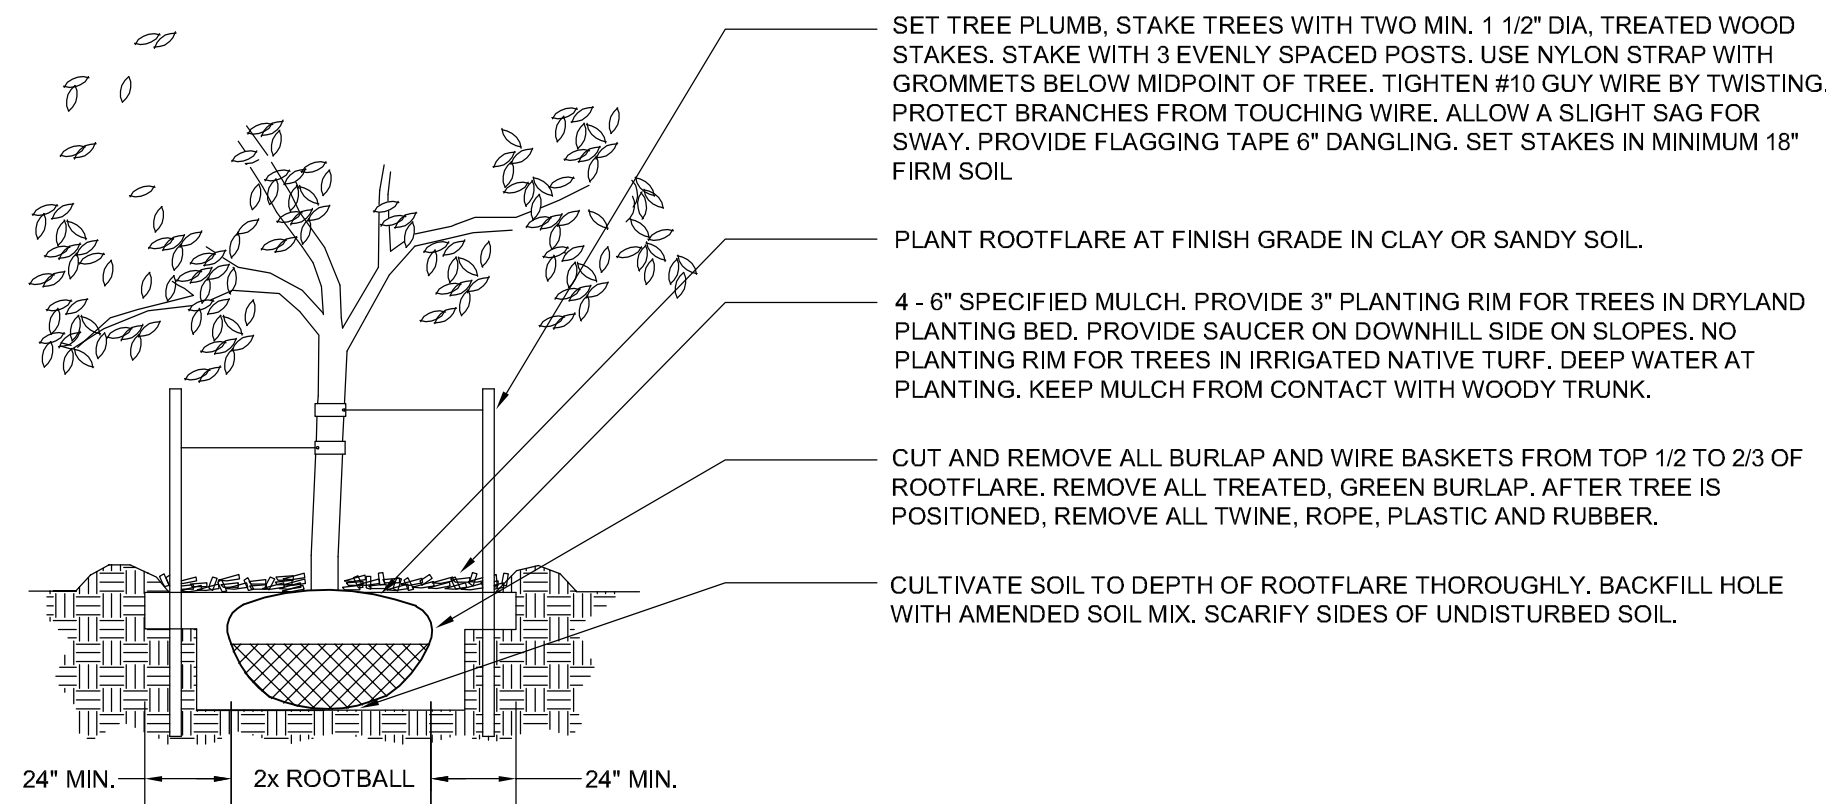 SET TREE PLUMB, STAKE TREES WITH TWO MIN. 1 1/2" DIA, TREATED WOOD
STAKES. STAKE WITH 3 EVENLY SPACED POSTS. USE NYLON STRAP WITH
GROMMETS BELOW MIDPOINT OF TREE. TIGHTEN #10 GUY WIRE BY TWISTING.
PROTECT BRANCHES FROM TOUCHING WIRE. ALLOW A SLIGHT SAG FOR
SWAY. PROVIDE FLAGGING TAPE 6" DANGLING. SET STAKES IN MINIMUM 18"
FIRM SOIL
PLANT ROOTFLARE AT FINISH GRADE IN CLAY OR SANDY SOIL.
4 - 6" SPECIFIED MULCH. PROVIDE 3" PLANTING RIM FOR TREES IN DRYLAND
PLANTING BED. PROVIDE SAUCER ON DOWNHILL SIDE ON SLOPES. NO
PLANTING RIM FOR TREES IN IRRIGATED NATIVE TURF. DEEP WATER AT
PLANTING. KEEP MULCH FROM CONTACT WITH WOODY TRUNK.
CUT AND REMOVE ALL BURLAP AND WIRE BASKETS FROM TOP 1/2 TO 2/3 OF
ROOTFLARE. REMOVE ALL TREATED, GREEN BURLAP. AFTER TREE IS
POSITIONED, REMOVE ALL TWINE, ROPE, PLASTIC AND RUBBER.
CULTIVATE SOIL TO DEPTH OF ROOTFLARE THOROUGHLY. BACKFILL HOLE
WITH AMENDED SOIL MIX. SCARIFY SIDES OF UNDISTURBED SOIL.
24" MIN. 2x ROOTBALL 24" MIN.